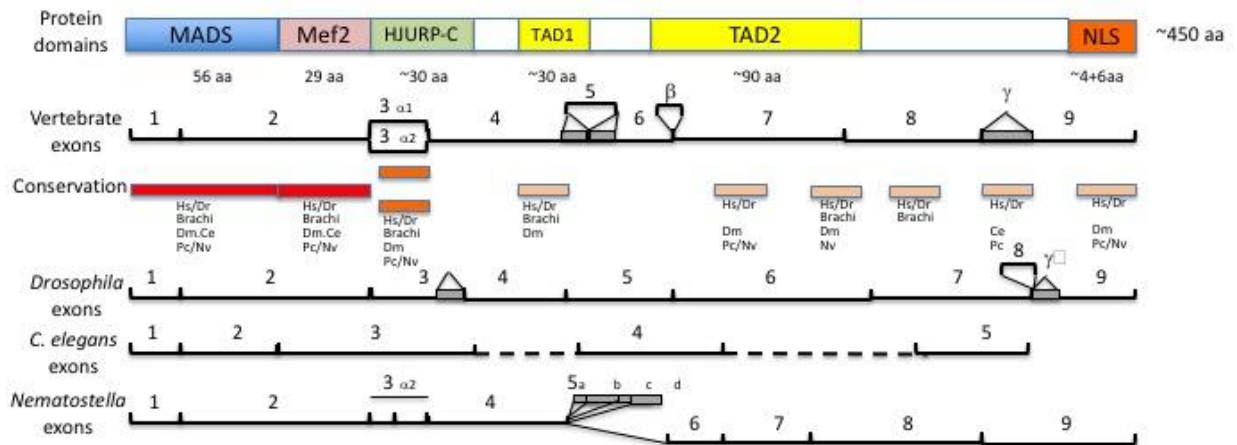 Protein domains
MADS Mef2 HJURP-C TAD1 TAD2 NLS ~450 aa
56 aa 29 aa ~30 aa ~30 aa ~90 aa ~4+6aa
Vertebrate exons
1 2 3 α1 3 α2 4 5 6 β 7 8 γ 9
Conservation
Hs/Dr Hs/Dr Hs/Dr Hs/Dr Hs/Dr Hs/Dr Hs/Dr Hs/Dr Hs/Dr
Brachi Brachi Brachi Brachi Brachi Brachi
Dm.Ce Dm.Ce Dm Dm Dm Dm Ce Dm
Pc/Nv Pc/Nv Pc/Nv Pc/Nv Nv Pc Pc/Nv
Drosophila exons
1 2 3 4 5 6 7 8 γ□ 9
C. elegans exons
1 2 3 4 5
Nematostella exons
1 2 3 α2 4 5a b c d 6 7 8 9